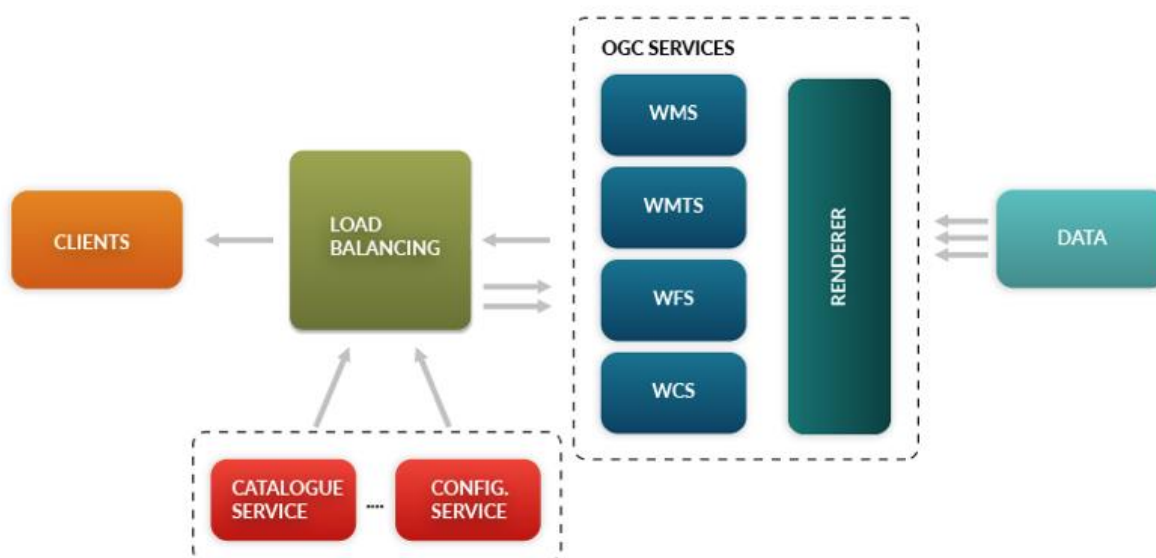 OGC SERVICES
WMS
WMTS
WFS
WCS
RENDERER
DATA
LOAD
BALANCING
CLIENTS
CATALOGUE
SERVICE
....
CONFIG.
SERVICE